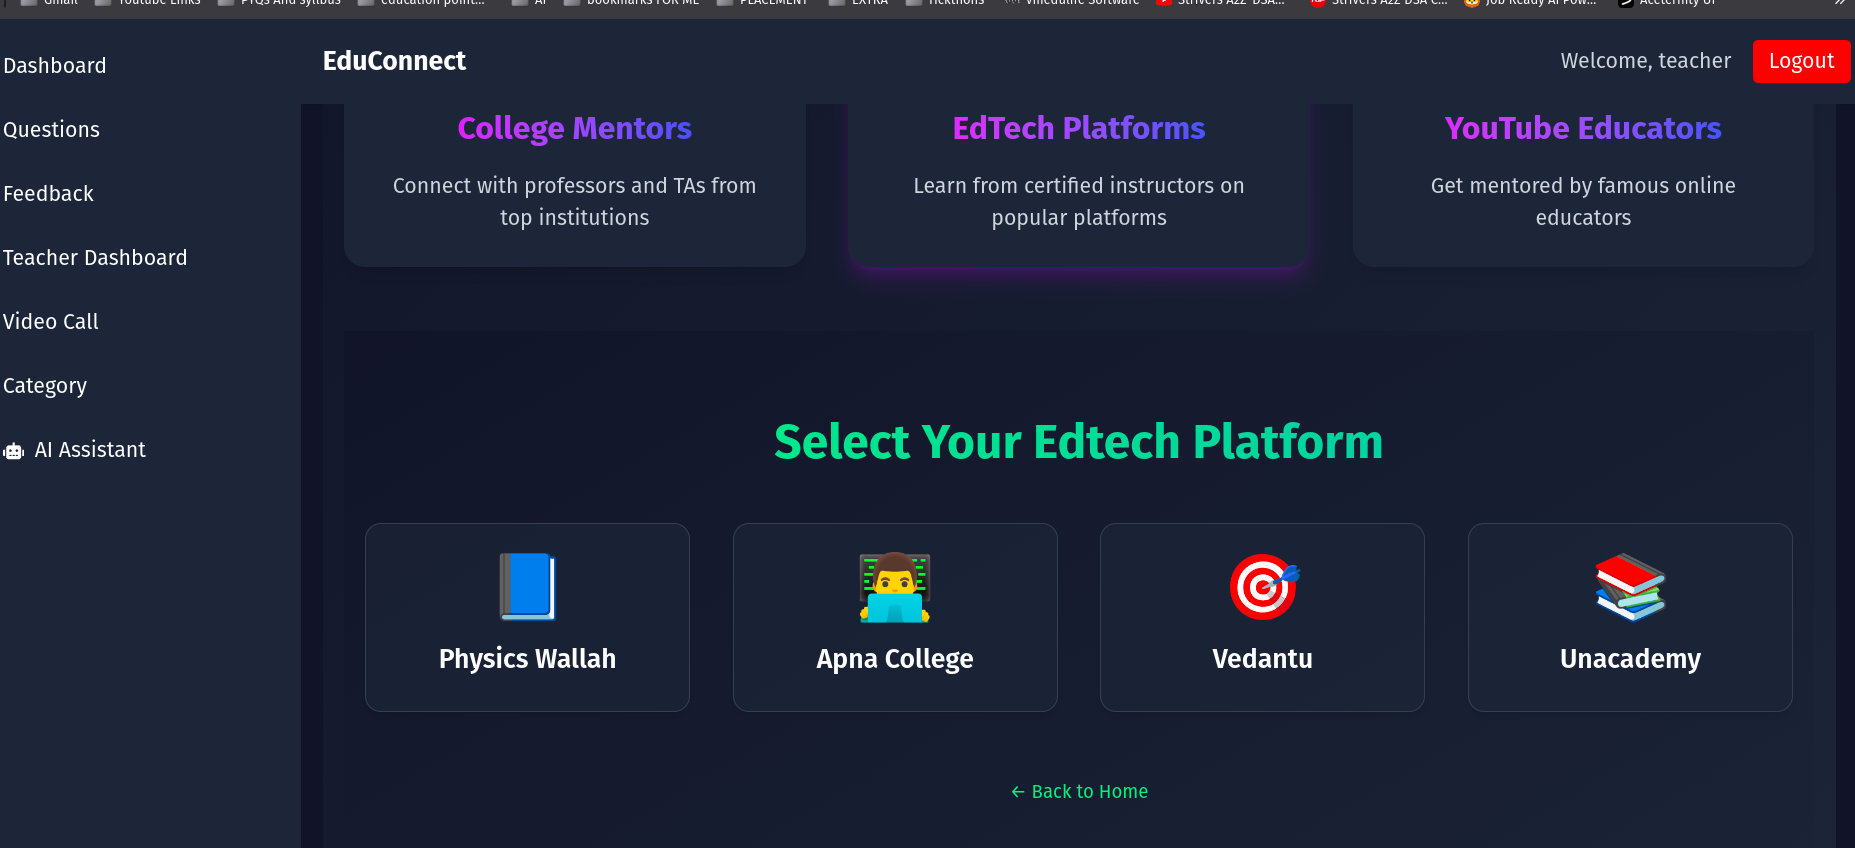 Gmail
Youtube Links
PYQs And syllbus
education point...
AI
Bookmarks FOR ME
PLACEMENT
EXTRA
Software
Strivers A2Z DSA...
Strivers A2Z DSA C...
Job Ready AI Pow...
Aceternity UI
EduConnect
Welcome, teacher
Logout
Dashboard
Questions
Feedback
Teacher Dashboard
Video Call
Category
AI Assistant
College Mentors
Connect with professors and TAs from
top institutions
EdTech Platforms
Learn from certified instructors on
popular platforms
YouTube Educators
Get mentored by famous online
educators
Select Your Edtech Platform
Physics Wallah
Apna College
Vedantu
Unacademy
← Back to Home